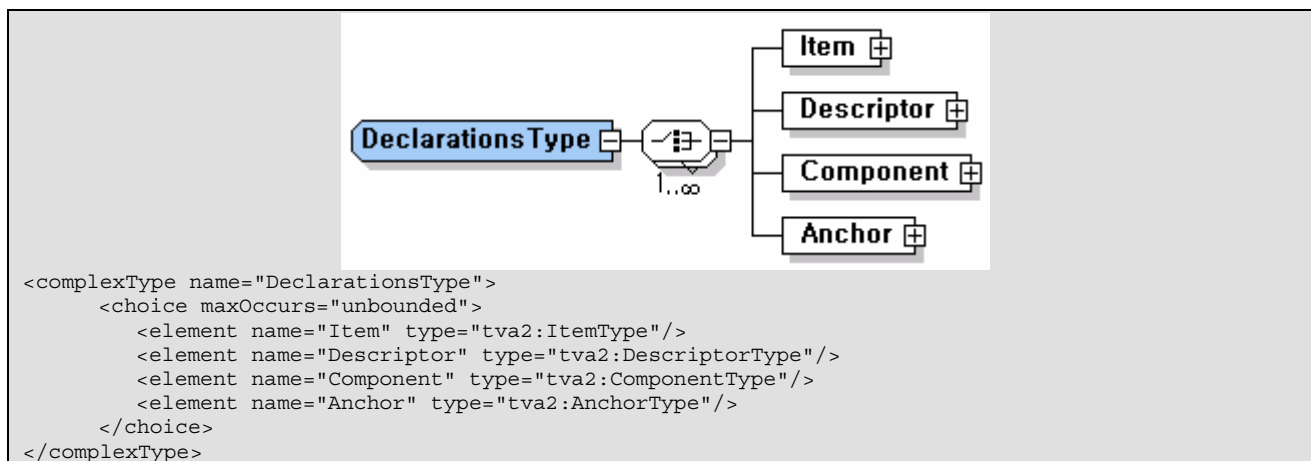 Item
Descriptor
DeclarationsType
Component
1..∞
Anchor
<complexType name="DeclarationsType">
<choice maxOccurs="unbounded">
<element name="Item" type="tva2:ItemType"/>
<element name="Descriptor" type="tva2:DescriptorType"/>
<element name="Component" type="tva2:ComponentType"/>
<element name="Anchor" type="tva2:AnchorType"/>
</choice>
</complexType>